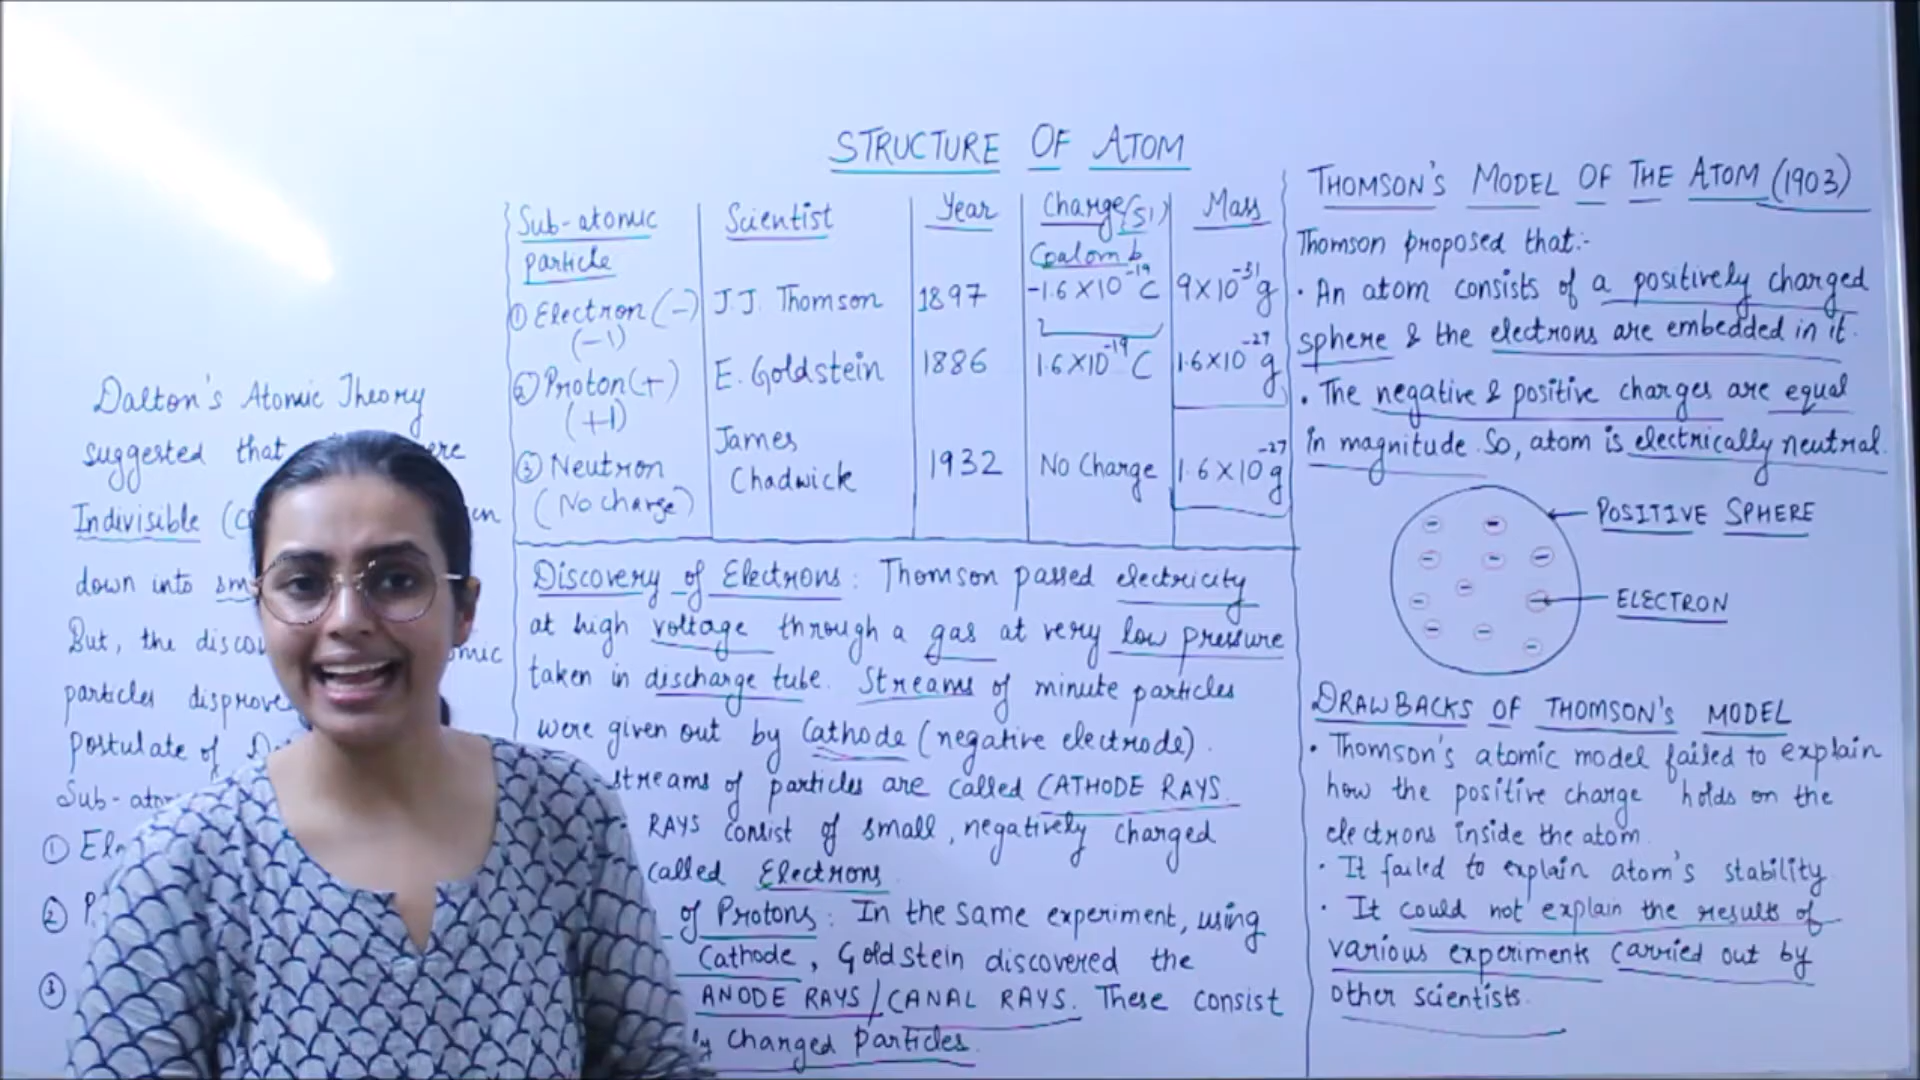 STRUCTURE OF ATOM
Dalton's Atomic Theory
suggested that
Indivisible
down into
But, the
particles
postulate of
①
②
③
Sub-atomic particle | Scientist | Year | Charge (SI) Coalomb | Mass
① Electron (-) (-1) | J.J. Thomson | 1897 | -1.6 X 10⁻¹⁹ C | 9 X 10⁻³¹ g
② Proton (+) (+1) | E. Goldstein | 1886 | 1.6 X 10⁻¹⁹ C | 1.6 x 10⁻²⁷ g
③ Neutron (No charge) | James Chadwick | 1932 | No Charge | 1.6 X 10⁻²⁷ g
Discovery of Electrons: Thomson passed electricity
at high voltage through a gas at very low pressure
taken in discharge tube. Streams of minute particles
were given out by Cathode (negative electrode).
streams of particles are called CATHODE RAYS.
RAYS consist of small, negatively charged
called Electrons.
of Protons: In the same experiment, using
Cathode, Goldstein discovered the
ANODE RAYS / CANAL RAYS. These consist
Charged Particles.
THOMSON'S MODEL OF THE ATOM (1903)
Thomson proposed that:-
• An atom consists of a positively charged
sphere & the electrons are embedded in it.
• The negative & positive charges are equal
in magnitude. So, atom is electrically neutral.
POSITIVE SPHERE
ELECTRON
DRAWBACKS OF THOMSON'S MODEL
• Thomson's atomic model failed to explain
how the positive charge holds on the
electrons inside the atom.
• It failed to explain atom's stability.
• It could not explain the results of
various experiments carried out by
other scientists.